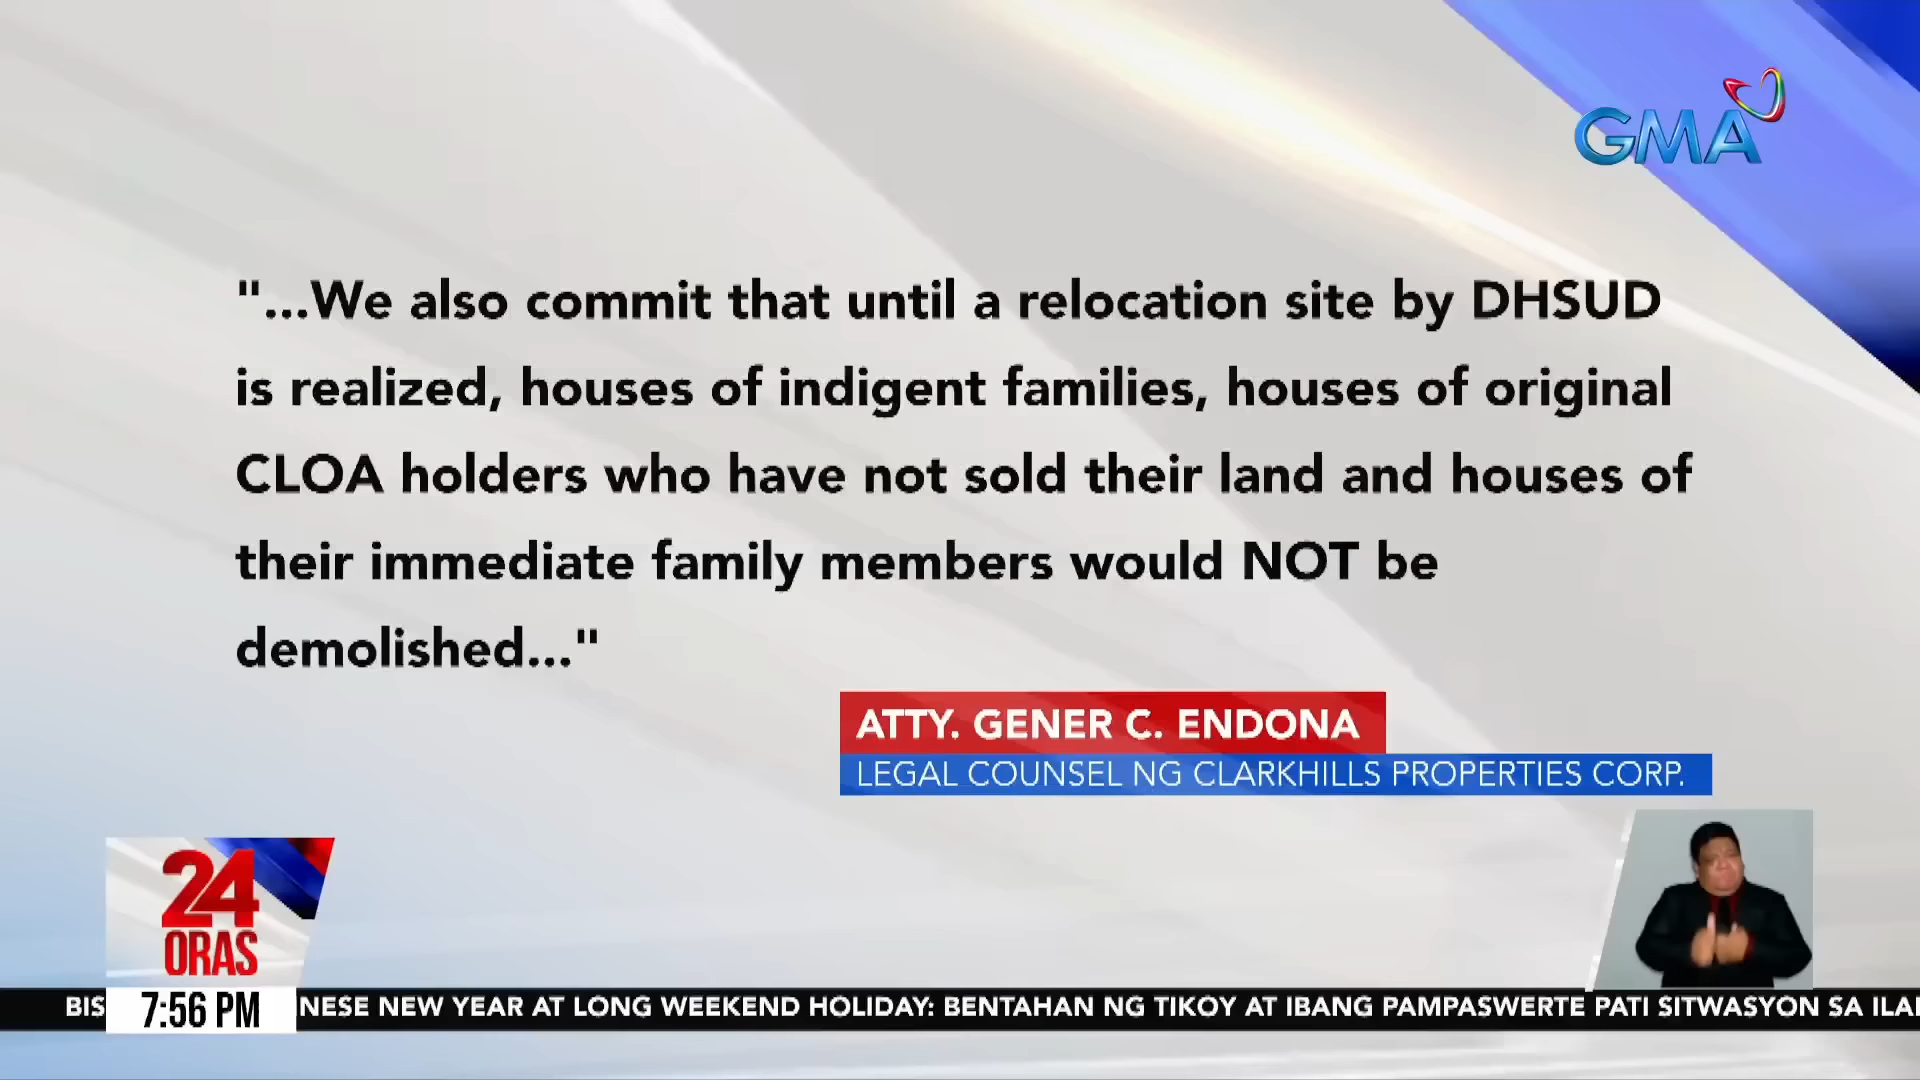 GMA
"...We also commit that until a relocation site by DHSUD
is realized, houses of indigent families, houses of original
CLOA holders who have not sold their land and houses of
their immediate family members would NOT be
demolished..."
ATTY. GENER C. ENDONA
LEGAL COUNSEL NG CLARKHILLS PROPERTIES CORP.
24
ORAS
7:56 PM
BIS
NESE NEW YEAR AT LONG WEEKEND HOLIDAY: BENTAHAN NG TIKOY AT IBANG PAMPASWERTE PATI SITWASYON SA ILA